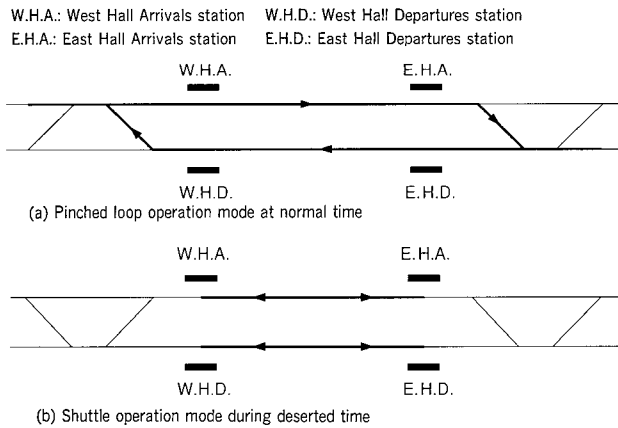 W.H.A.: West Hall Arrivals station W.H.D.: West Hall Departures station
E.H.A.: East Hall Arrivals station E.H.D.: East Hall Departures station
W.H.A. E.H.A.
W.H.D. E.H.D.
(a) Pinched loop operation mode at normal time
W.H.A. E.H.A.
W.H.D. E.H.D.
(b) Shuttle operation mode during deserted time